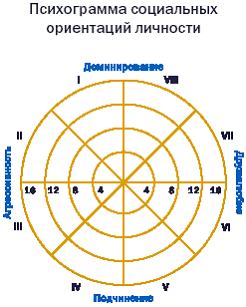 Психограмма социальных
ориентаций личности
Доминирование
I VIII
II VII
Агрессивность
Дружелюбие
16 12 8 4 4 8 12 16
III VI
IV V
Подчинение